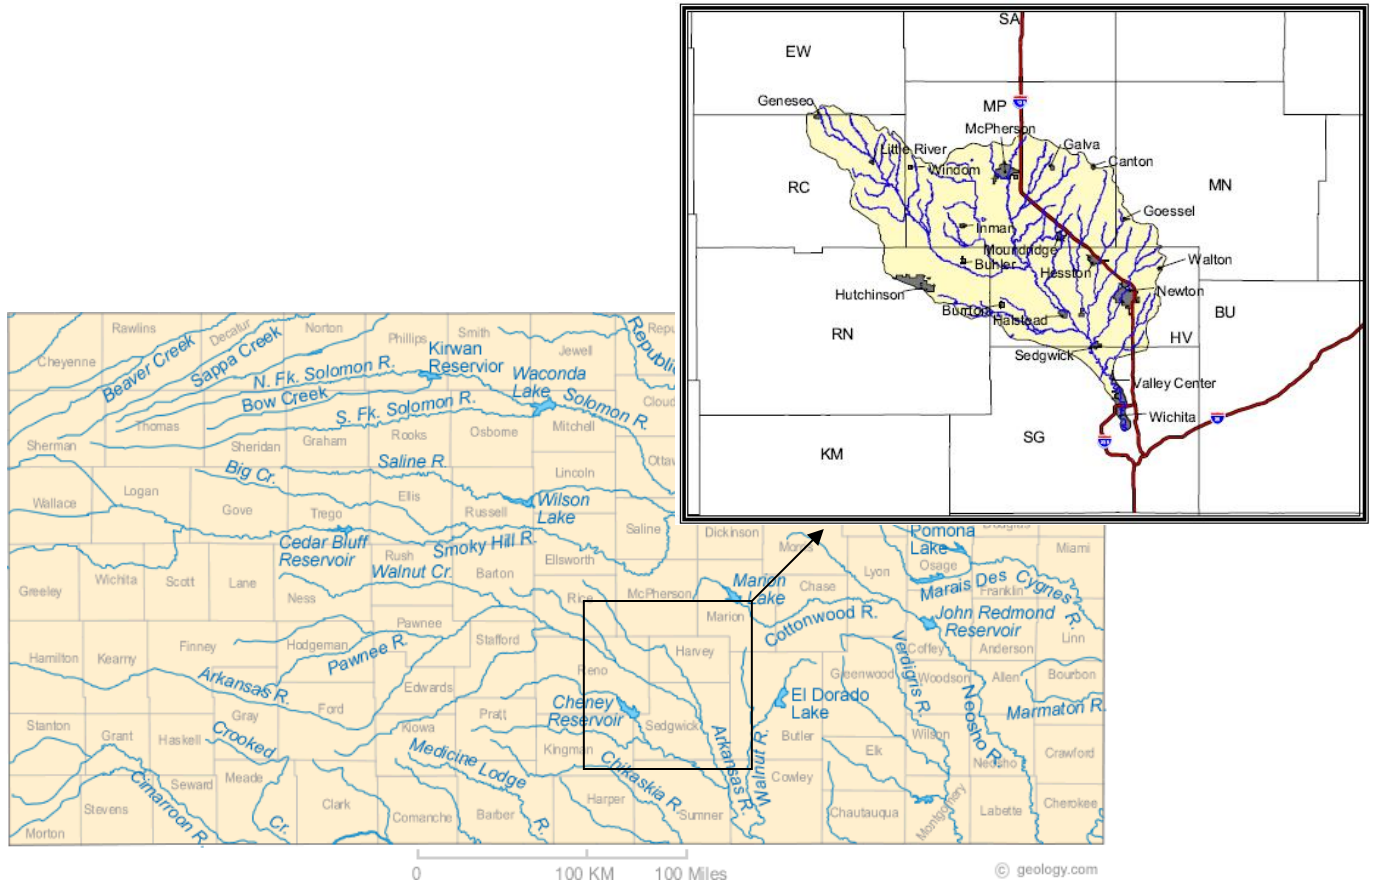 SA
EW
MP
Geneseo
McPherson
Galva
Little River
Canton
Windom
RC
MN
Goessel
Inman
Moundridge
Walton
Buhler
Hesston
Hutchinson
Newton
Halstead
BU
RN
HV
Sedgwick
Valley Center
Wichita
SG
KM
Rawlins
Decatur
Norton
Phillips
Smith
Jewell
Cheyenne
Beaver Creek
Sappa Creek
Kirwan
Reservior
N. Fk. Solomon R.
Waconda
Lake
Solomon R.
Bow Creek
S. Fk. Solomon R.
Cloud
Thomas
Sherman
Sheridan
Graham
Rooks
Osborne
Mitchell
Saline R.
Big Cr.
Lincoln
Wallace
Logan
Gove
Trego
Ellis
Russell
Wilson
Lake
Saline
Dickinson
Cedar Bluff
Reservoir
Smoky Hill R.
Rush
Walnut Cr.
Ellsworth
Barton
Pomona
Lake
Miami
Osage
Lyon
Marais Des Cygnes R.
Franklin
Greeley
Wichita
Scott
Lane
Ness
Rice
McPherson
Marion
Lake
Chase
Marion
Cottonwood R.
John Redmond
Reservoir
Linn
Coffey
Anderson
Hamilton
Kearny
Finney
Hodgeman
Pawnee
Pawnee R.
Stafford
Reno
Harvey
Verdigris R.
Greenwood
Woodson
Allen
Bourbon
Arkansas R.
Edwards
Gray
Ford
Cheney
Reservoir
El Dorado
Lake
Neosho R.
Marmaton R.
Stanton
Grant
Haskell
Crooked
Kiowa
Pratt
Sedgwick
Kingman
Arkansas R.
Walnut R.
Butler
Elk
Wilson
Neosho
Crawford
Medicine Lodge
R.
Chikaskia R.
Cimarroon R.
Seward
Meade
Cr.
Stevens
Morton
Clark
Comanche
Barber
Harper
Sumner
Cowley
Chautauqua
Montgomery
Labette
Cherokee
0
100 KM
100 Miles
© geology.com